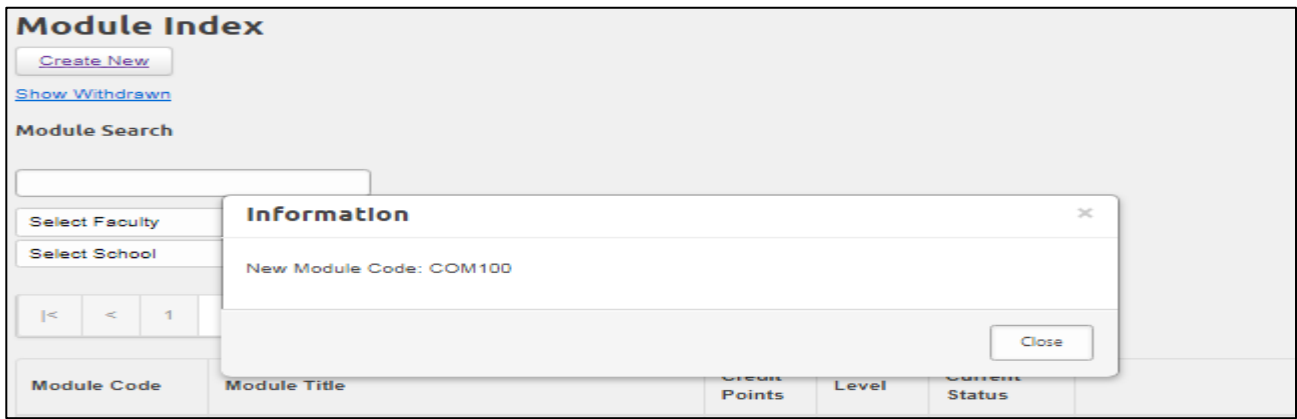 Module Index
Create New
Show Withdrawn
Module Search
Select Faculty
Select School
Information ×
New Module Code: COM100
Close
|< < 1
Module Code Module Title Credit Points Level Current Status